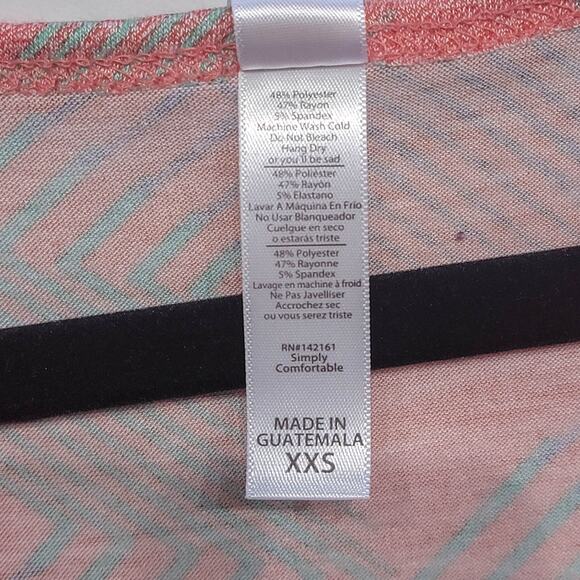 48% Polyester
47% Rayon
5% Spandex
Machine Wash Cold
Do Not Bleach
Hang Dry
or you'll be sad
48% Poliéster
47% Rayón
5% Elastano
Lavar A Máquina En Frío
No Usar Blanqueador
Cuelgue en seco
o estarás triste
48% Polyester
47% Rayonne
5% Spandex
Lavage en machine à froid
Ne Pas Javelliser
Accrochez sec
ou vous serez triste
RN#142161
Simply
Comfortable
MADE IN
GUATEMALA
XXS